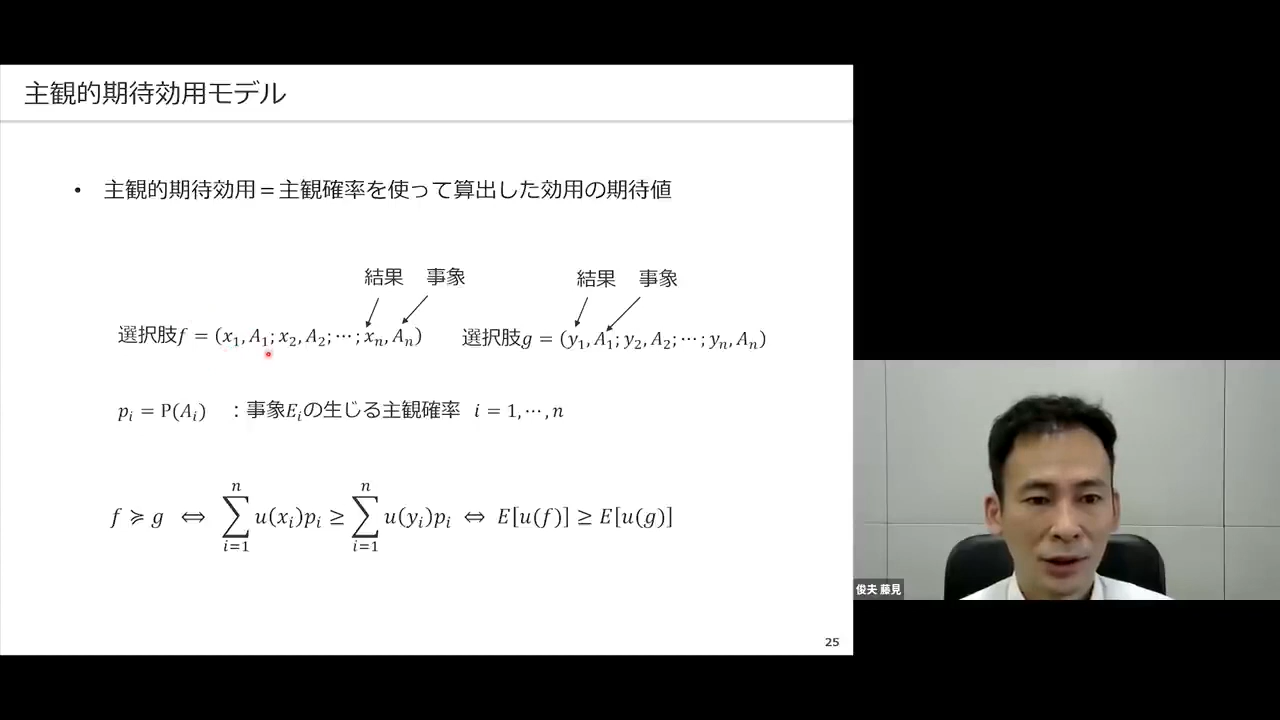 主観的期待効用モデル
• 主観的期待効用＝主観確率を使って算出した効用の期待値
結果 事象 結果 事象
選択肢f = (x₁, A₁; x₂, A₂; ⋯ ; xₙ, Aₙ) 選択肢g = (y₁, A₁; y₂, A₂; ⋯ ; yₙ, Aₙ)
pᵢ = P(Aᵢ) ：事象Eᵢの生じる主観確率 i = 1, ⋯, n
f ≽ g ⇔ ∑ᵢ₌₁ⁿ u(xᵢ)pᵢ ≥ ∑ᵢ₌₁ⁿ u(yᵢ)pᵢ ⇔ E[u(f)] ≥ E[u(g)]
俊夫 藤見
25